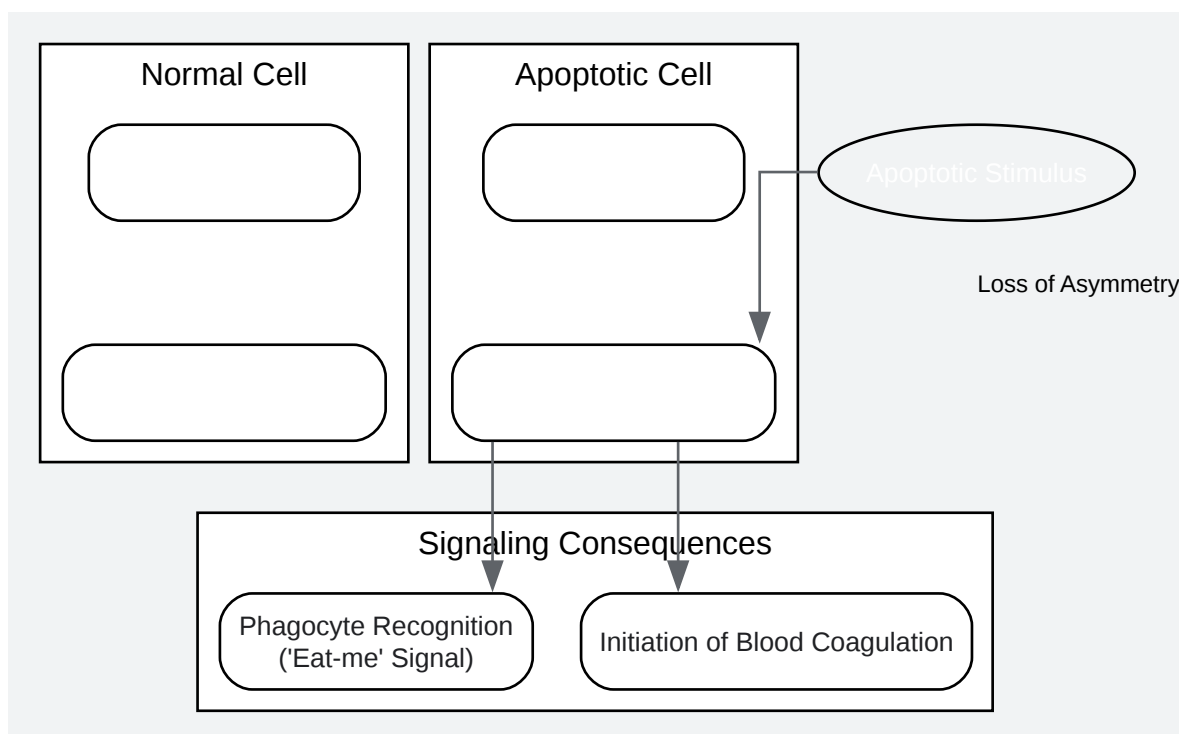 Normal Cell
Apoptotic Cell
Apoptotic Stimulus
Loss of Asymmetry
Signaling Consequences
Phagocyte Recognition
('Eat-me' Signal)
Initiation of Blood Coagulation